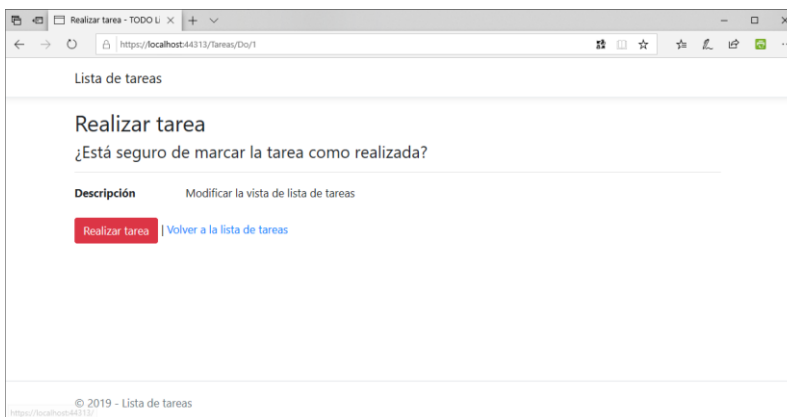 Realizar tarea - TODO Li
https://localhost:44313/Tareas/Do/1
Lista de tareas
Realizar tarea
¿Está seguro de marcar la tarea como realizada?
Descripción Modificar la vista de lista de tareas
Realizar tarea | Volver a la lista de tareas
© 2019 - Lista de tareas
https://localhost:44313/